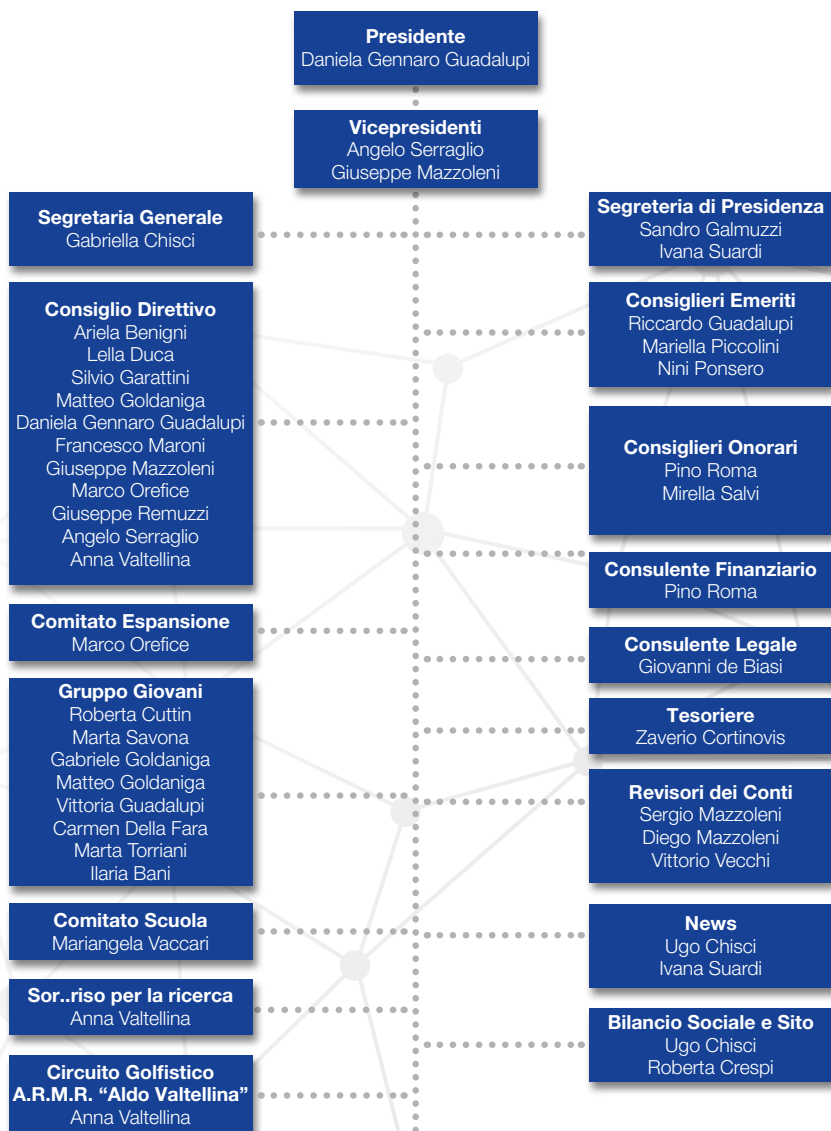 Presidente
Daniela Gennaro Guadalupi
Vicepresidenti
Angelo Serraglio
Giuseppe Mazzoleni
Segretaria Generale
Gabriella Chisci
Consiglio Direttivo
Ariela Benigni
Lella Duca
Silvio Garattini
Matteo Goldaniga
Daniela Gennaro Guadalupi
Francesco Maroni
Giuseppe Mazzoleni
Marco Orefice
Giuseppe Remuzzi
Angelo Serraglio
Anna Valtellina
Comitato Espansione
Marco Orefice
Gruppo Giovani
Roberta Cuttin
Marta Savona
Gabriele Goldaniga
Matteo Goldaniga
Vittoria Guadalupi
Carmen Della Fara
Marta Torriani
Ilaria Bani
Comitato Scuola
Mariangela Vaccari
Sor..riso per la ricerca
Anna Valtellina
Circuito Golfistico
A.R.M.R. “Aldo Valtellina”
Anna Valtellina
Segreteria di Presidenza
Sandro Galmuzzi
Ivana Suardi
Consiglieri Emeriti
Riccardo Guadalupi
Mariella Piccolini
Nini Ponsero
Consiglieri Onorari
Pino Roma
Mirella Salvi
Consulente Finanziario
Pino Roma
Consulente Legale
Giovanni de Biasi
Tesoriere
Zaverio Cortinovis
Revisori dei Conti
Sergio Mazzoleni
Diego Mazzoleni
Vittorio Vecchi
News
Ugo Chisci
Ivana Suardi
Bilancio Sociale e Sito
Ugo Chisci
Roberta Crespi